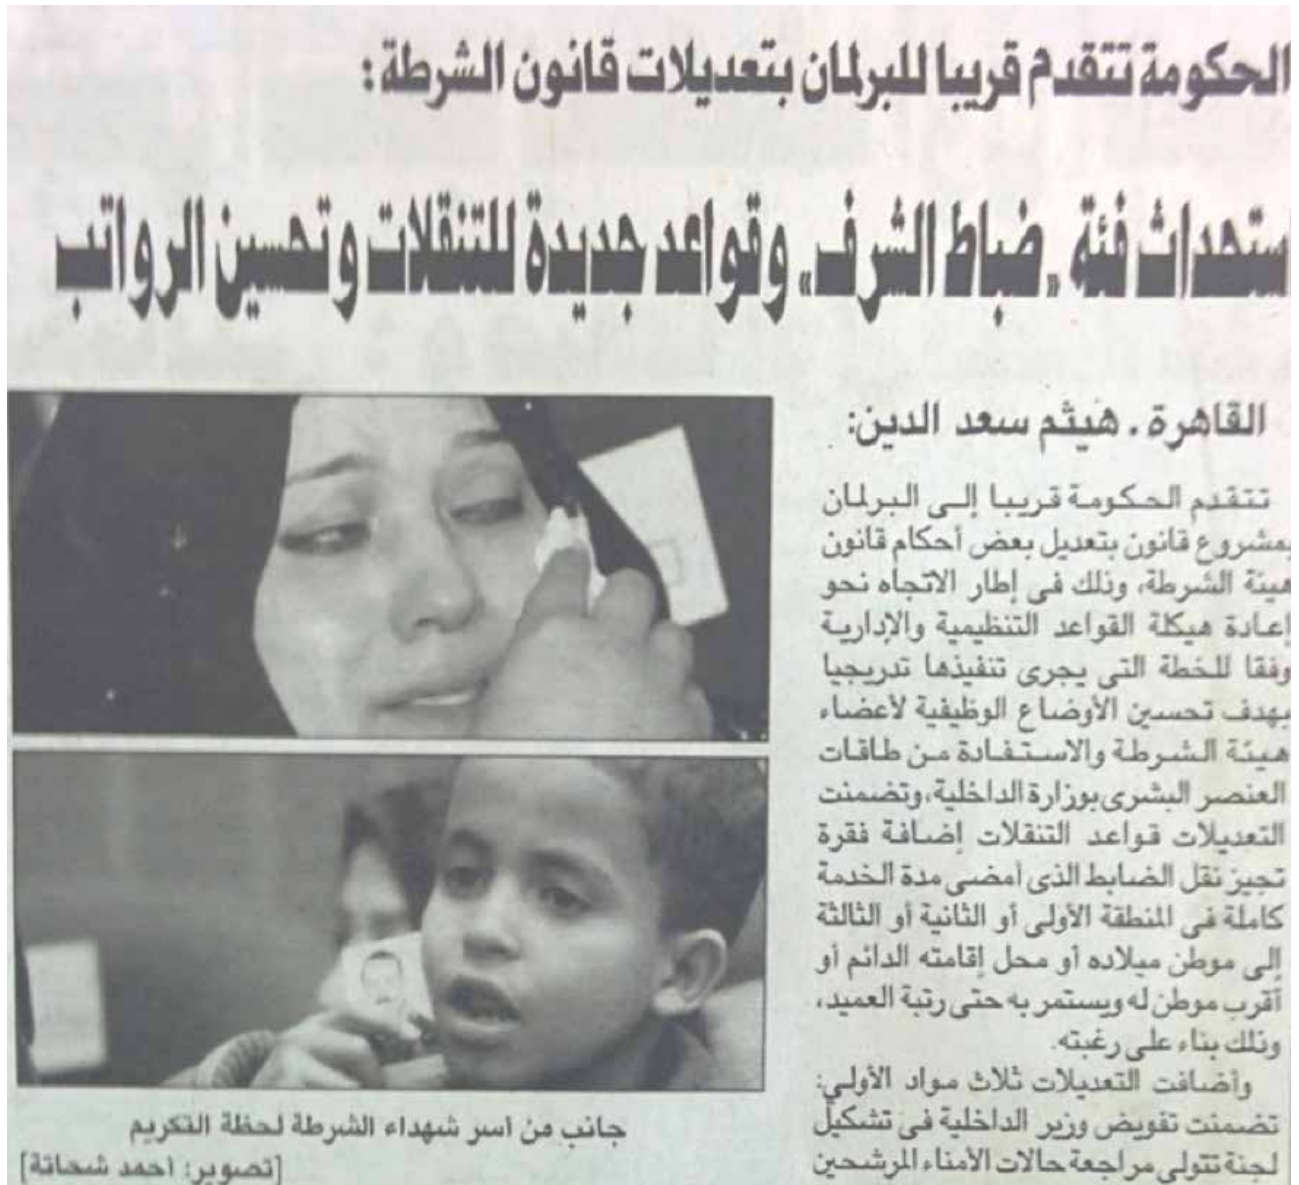 الحكومة تتقدم قريبا للبرلمان بتعديلات قانون الشرطة:
ستحداث فئة «ضباط الشرف» وقواعد جديدة للتنقلات وتحسين الرواتب
القاهرة . هيثم سعد الدين:
تتقدم الحكومة قريبا إلى البرلمان
بمشروع قانون بتعديل بعض أحكام قانون
هيئة الشرطة، وذلك فى إطار الاتجاه نحو
إعادة هيكلة القواعد التنظيمية والإدارية
وفقا للخطة التى يجرى تنفيذها تدريجيا
بهدف تحسين الأوضاع الوظيفية لأعضاء
هيئة الشرطة والاستفادة من طاقات
العنصر البشرى بوزارة الداخلية، وتضمنت
التعديلات قواعد التنقلات إضافة فقرة
تجيز نقل الضابط الذى أمضى مدة الخدمة
كاملة فى المنطقة الأولى أو الثانية أو الثالثة
إلى موطن ميلاده أو محل إقامته الدائم أو
أقرب موطن له ويستمر به حتى رتبة العميد،
وذلك بناء على رغبته.
وأضافت التعديلات ثلاث مواد الأولي:
تضمنت تفويض وزير الداخلية فى تشكيل
لجنة تتولى مراجعة حالات الأمناء المرشحين
جانب من أسر شهداء الشرطة لحظة التكريم
[تصوير: أحمد شحاتة]